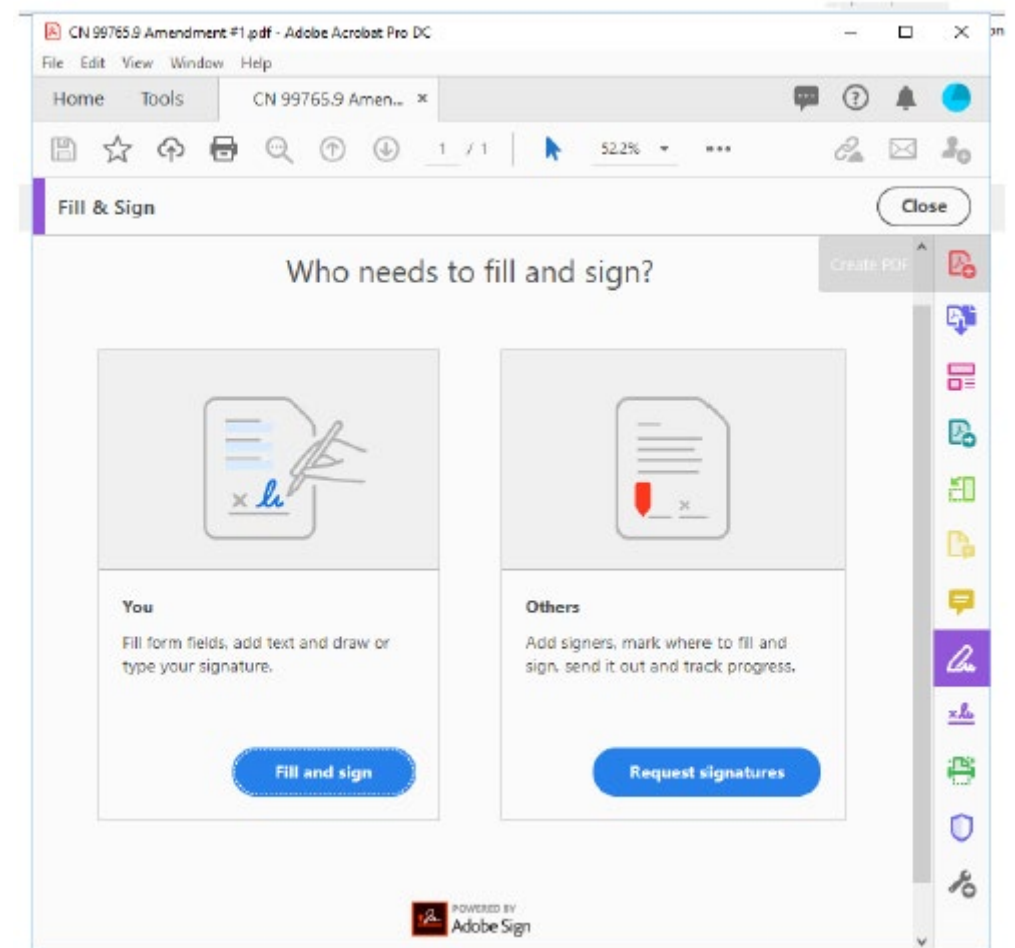 CN 99765.9 Amendment #1.pdf - Adobe Acrobat Pro DC
File Edit View Window Help
Home Tools CN 99765.9 Amen... ×
1 / 1 52.2%
Fill & Sign Close
Create PDF
Who needs to fill and sign?
You
Fill form fields, add text and draw or
type your signature.
Fill and sign
Others
Add signers, mark where to fill and
sign, send it out and track progress.
Request signatures
POWERED BY
Adobe Sign